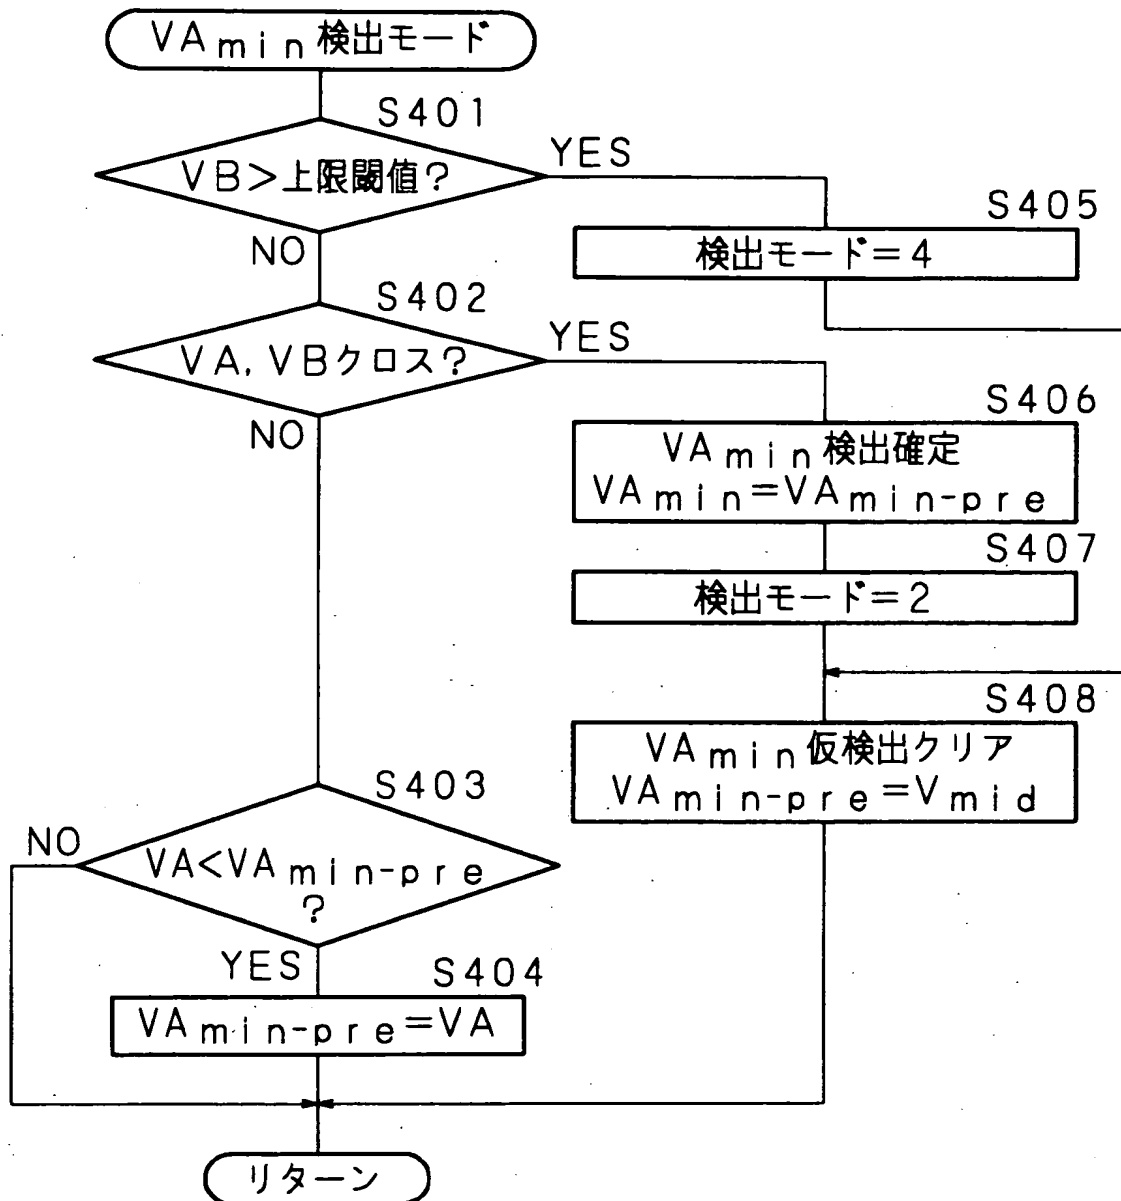 VAmin検出モード
S401
VB>上限閾値?
YES
NO
S405
検出モード=4
S402
VA,VBクロス?
YES
NO
S406
VAmin検出確定
VAmin=VAmin-pre
S407
検出モード=2
S408
VAmin仮検出クリア
VAmin-pre=Vmid
S403
NO
VA<VAmin-pre
?
YES
S404
VAmin-pre=VA
リターン